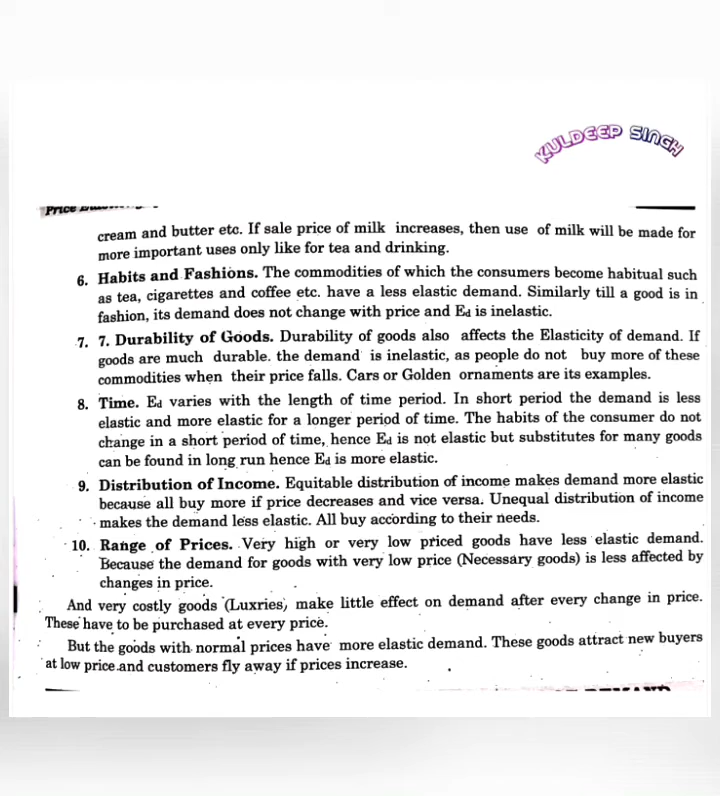 KULDEEP SINGH
Price
cream and butter etc. If sale price of milk increases, then use of milk will be made for
more important uses only like for tea and drinking.
6. Habits and Fashions. The commodities of which the consumers become habitual such
as tea, cigarettes and coffee etc. have a less elastic demand. Similarly till a good is in
fashion, its demand does not change with price and Ed is inelastic.
7. 7. Durability of Goods. Durability of goods also affects the Elasticity of demand. If
goods are much durable. the demand is inelastic, as people do not buy more of these
commodities when their price falls. Cars or Golden ornaments are its examples.
8. Time. Ed varies with the length of time period. In short period the demand is less
elastic and more elastic for a longer period of time. The habits of the consumer do not
change in a short period of time, hence Ed is not elastic but substitutes for many goods
can be found in long run hence Ed is more elastic.
9. Distribution of Income. Equitable distribution of income makes demand more elastic
because all buy more if price decreases and vice versa. Unequal distribution of income
makes the demand less elastic. All buy according to their needs.
10. Range of Prices. Very high or very low priced goods have less elastic demand.
Because the demand for goods with very low price (Necessary goods) is less affected by
changes in price.
And very costly goods (Luxries) make little effect on demand after every change in price.
These have to be purchased at every price.
But the goods with normal prices have more elastic demand. These goods attract new buyers
at low price and customers fly away if prices increase.